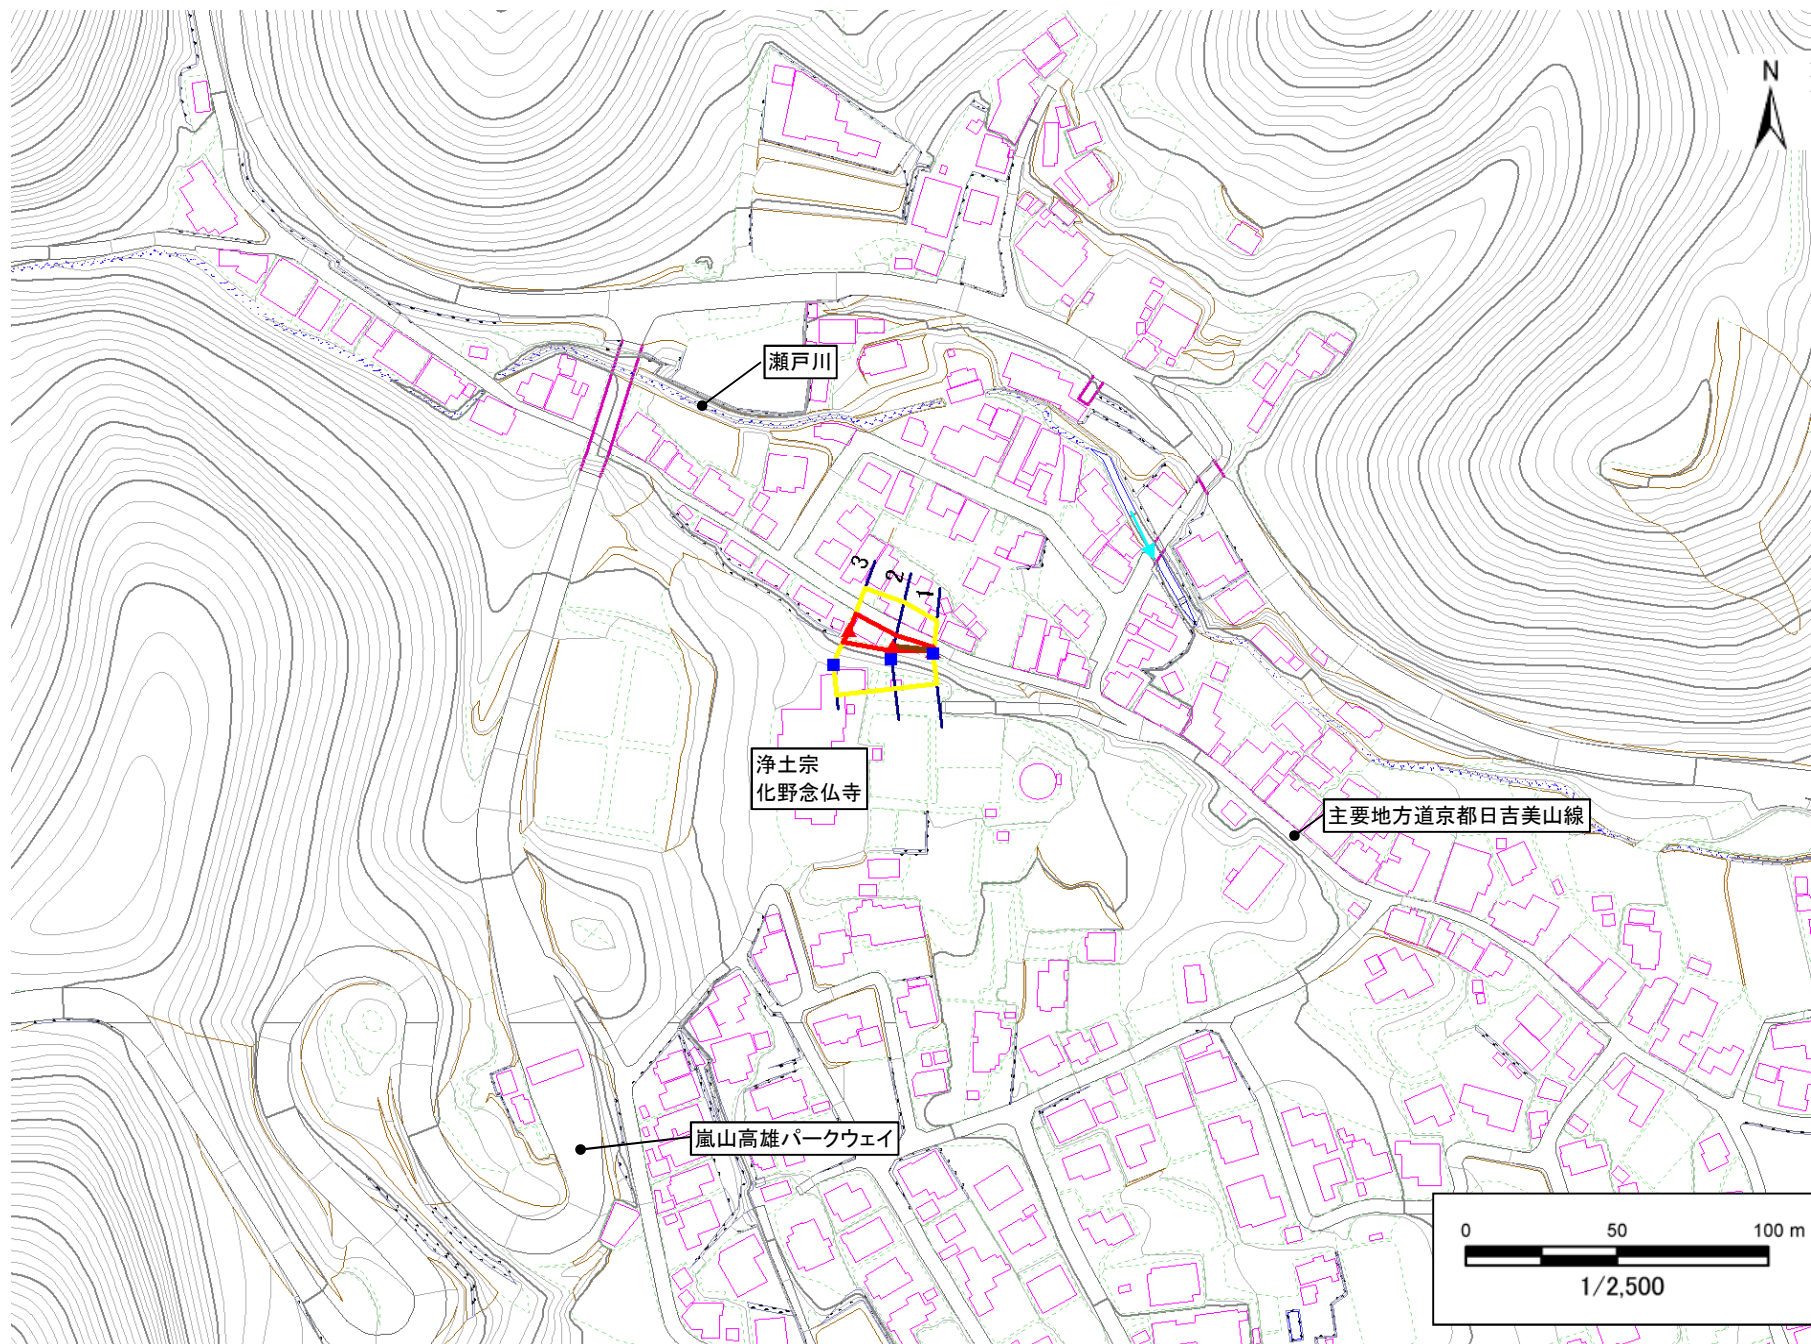 N
瀬戸川
3
2
1
浄土宗
化野念仏寺
主要地方道京都日吉美山線
嵐山高雄パークウェイ
0 50 100 m
1/2,500